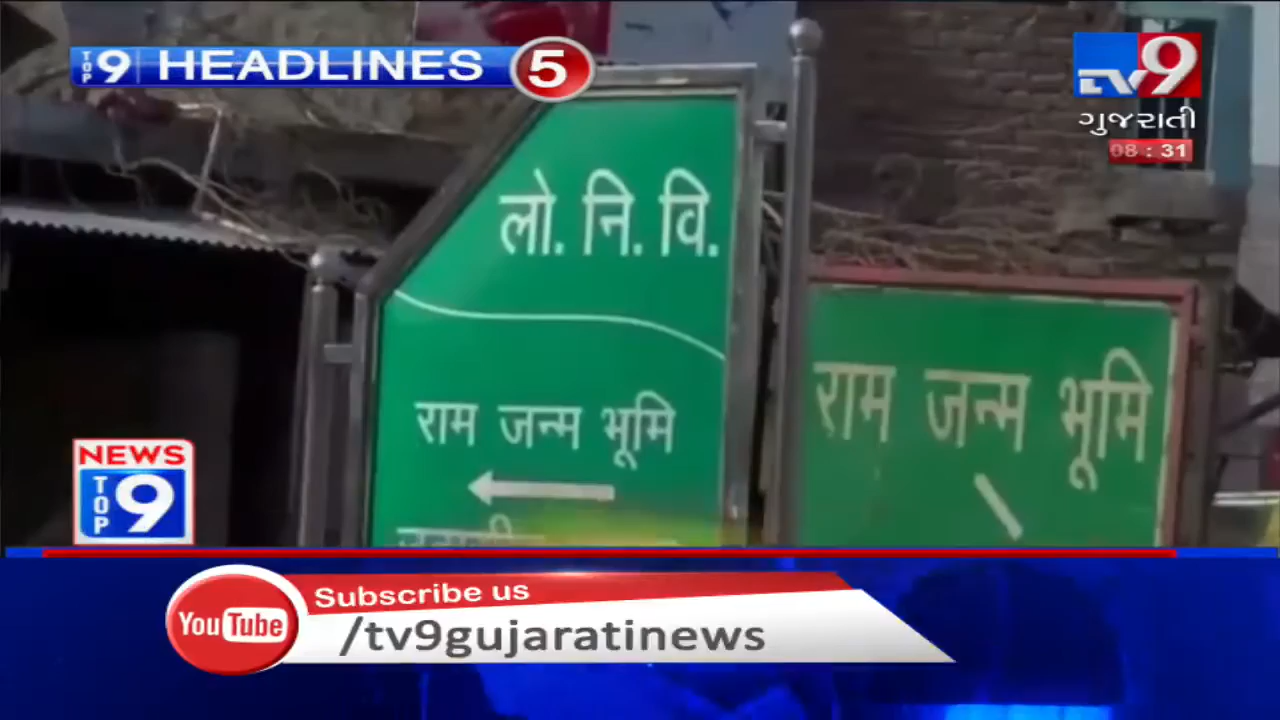 TOP 9 HEADLINES 5
TV9
ગુજરાતી
08 : 31
लो. नि. वि.
राम जन्म भूमि
राम जन्म भूमि
NEWS
TOP 9
YouTube
Subscribe us
/tv9gujaratinews